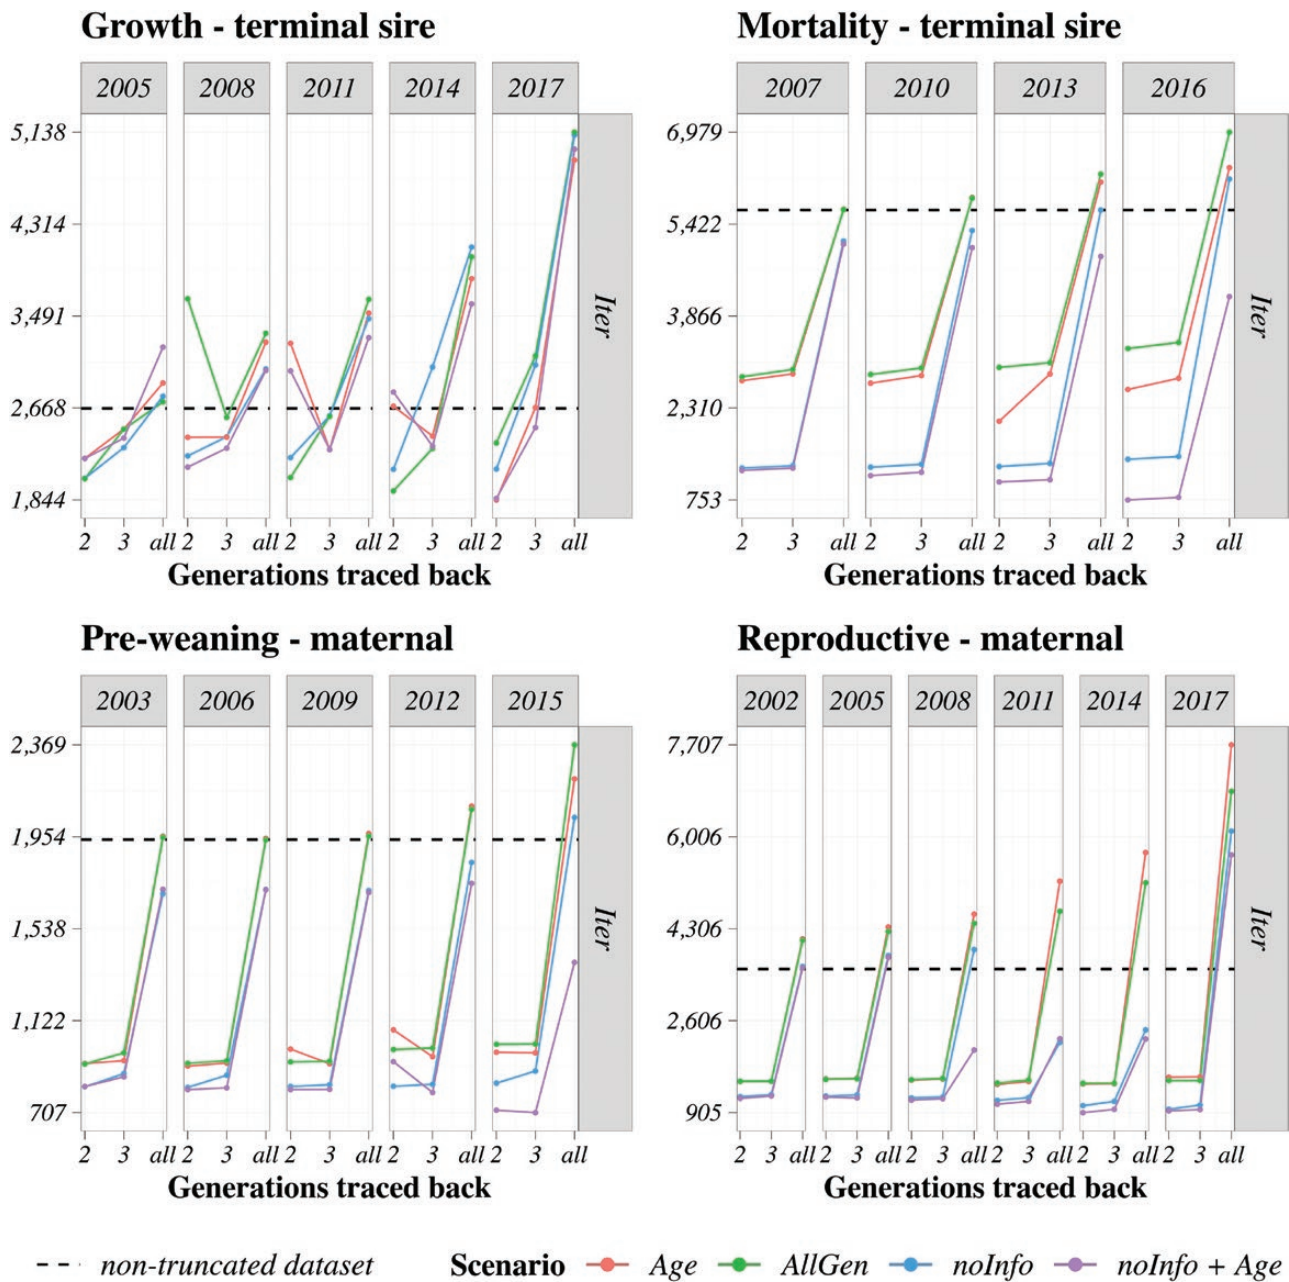 Growth - terminal sire
2005 2008 2011 2014 2017
5,138
4,314
3,491
2,668
1,844
Iter
2 3 all 2 3 all 2 3 all 2 3 all 2 3 all
Generations traced back
Mortality - terminal sire
2007 2010 2013 2016
6,979
5,422
3,866
2,310
753
Iter
2 3 all 2 3 all 2 3 all 2 3 all
Generations traced back
Pre-weaning - maternal
2003 2006 2009 2012 2015
2,369
1,954
1,538
1,122
707
Iter
2 3 all 2 3 all 2 3 all 2 3 all 2 3 all
Generations traced back
Reproductive - maternal
2002 2005 2008 2011 2014 2017
7,707
6,006
4,306
2,606
905
Iter
2 3 all 2 3 all 2 3 all 2 3 all 2 3 all 2 3 all
Generations traced back
non-truncated dataset Scenario Age AllGen noInfo noInfo + Age